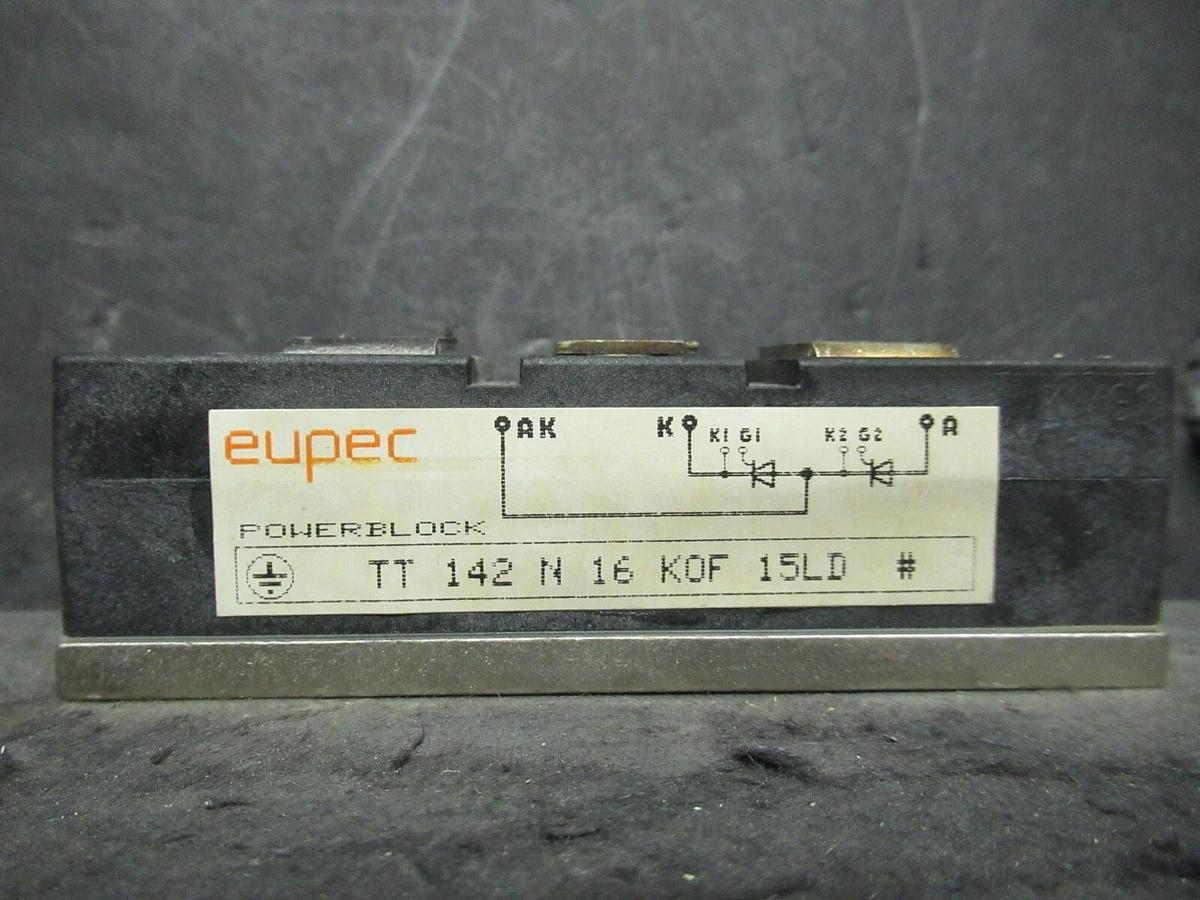 eupec
AK K A
K1 G1 K2 G2
POWERBLOCK
TT 142 N 16 KOF 15LD #